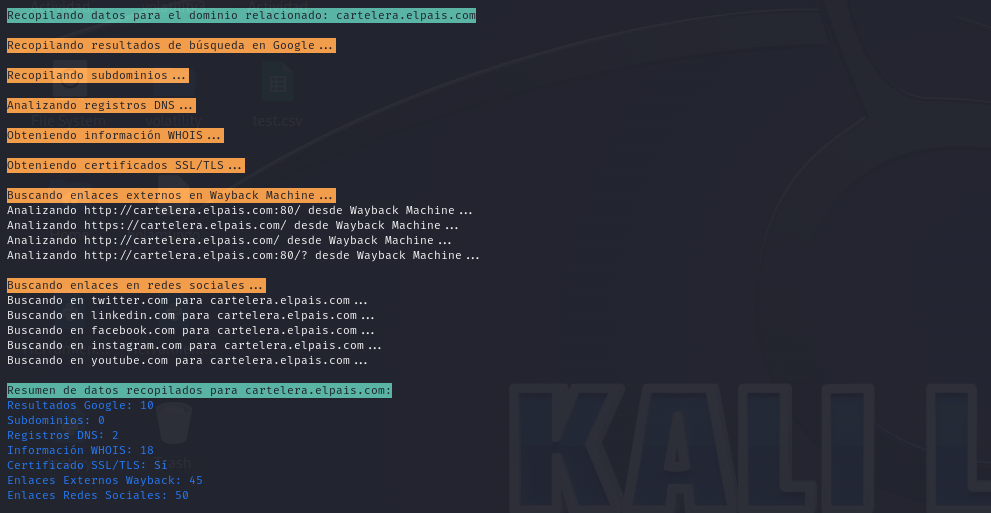 Recopilando datos para el dominio relacionado: cartelera.elpais.com
Recopilando resultados de búsqueda en Google...
Recopilando subdominios...
Analizando registros DNS...
Obteniendo información WHOIS...
Obteniendo certificados SSL/TLS...
Buscando enlaces externos en Wayback Machine...
Analizando http://cartelera.elpais.com:80/ desde Wayback Machine...
Analizando https://cartelera.elpais.com/ desde Wayback Machine...
Analizando http://cartelera.elpais.com/ desde Wayback Machine...
Analizando http://cartelera.elpais.com:80/? desde Wayback Machine...
Buscando enlaces en redes sociales...
Buscando en twitter.com para cartelera.elpais.com...
Buscando en linkedin.com para cartelera.elpais.com...
Buscando en facebook.com para cartelera.elpais.com...
Buscando en instagram.com para cartelera.elpais.com...
Buscando en youtube.com para cartelera.elpais.com...
Resumen de datos recopilados para cartelera.elpais.com:
Resultados Google: 10
Subdominios: 0
Registros DNS: 2
Información WHOIS: 18
Certificado SSL/TLS: Sí
Enlaces Externos Wayback: 45
Enlaces Redes Sociales: 50
File System
volatility
test.csv
Trash
KALI L